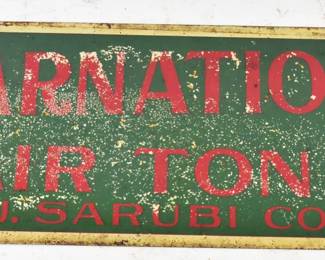 ARNATIO
AIR TON
J. SARUBI CO